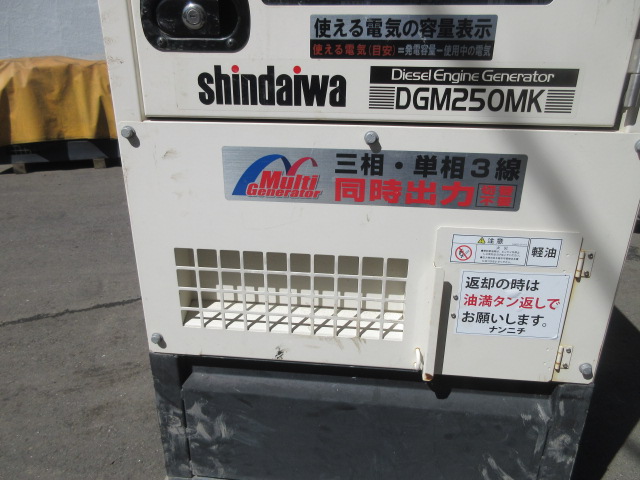 使える電気の容量表示
使える電気(目安)=発電容量ー使用中の電気
shindaiwa
Diesel Engine Generator
DGM250MK
Multi
Generator
三相・単相3線
同時出力
注意
軽油
返却の時は
油満タン返しで
お願いします。
ナンニチ